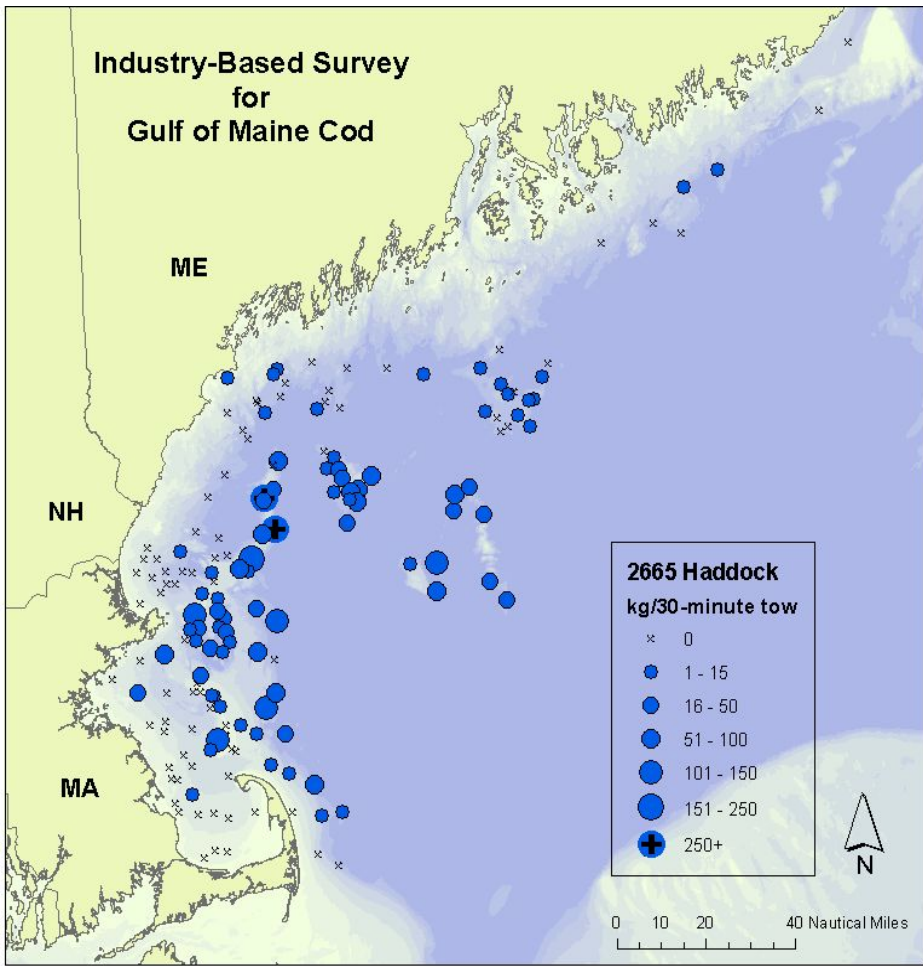 Industry-Based Survey
for
Gulf of Maine Cod
ME
NH
MA
2665 Haddock
kg/30-minute tow
0
1 - 15
16 - 50
51 - 100
101 - 150
151 - 250
250+
N
0 10 20 40 Nautical Miles